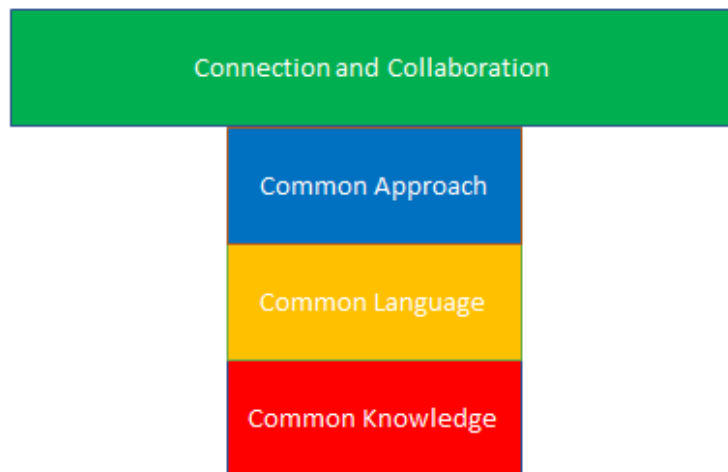 Connection and Collaboration
Common Approach
Common Language
Common Knowledge